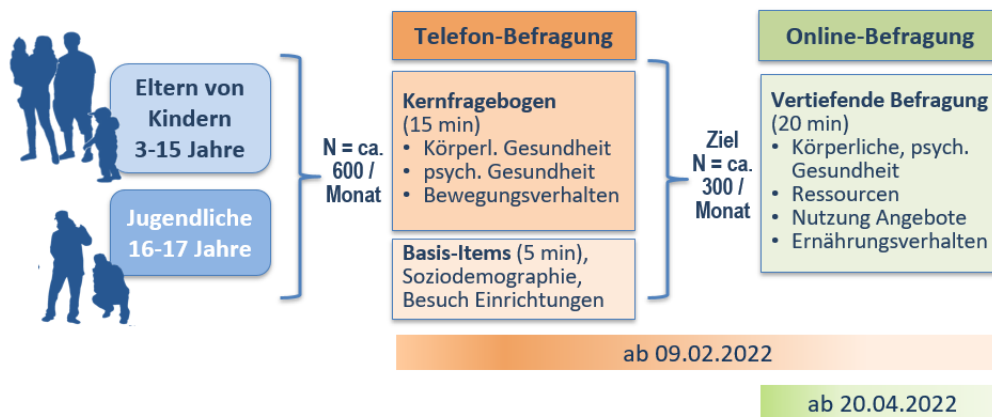 Eltern von
Kindern
3-15 Jahre
Jugendliche
16-17 Jahre
N = ca.
600 /
Monat
Telefon-Befragung
Kernfragebogen
(15 min)
• Körperl. Gesundheit
• psych. Gesundheit
• Bewegungsverhalten
Basis-Items (5 min),
Soziodemographie,
Besuch Einrichtungen
Ziel
N = ca.
300 /
Monat
Online-Befragung
Vertiefende Befragung
(20 min)
• Körperliche, psych.
Gesundheit
• Ressourcen
• Nutzung Angebote
• Ernährungsverhalten
ab 09.02.2022
ab 20.04.2022